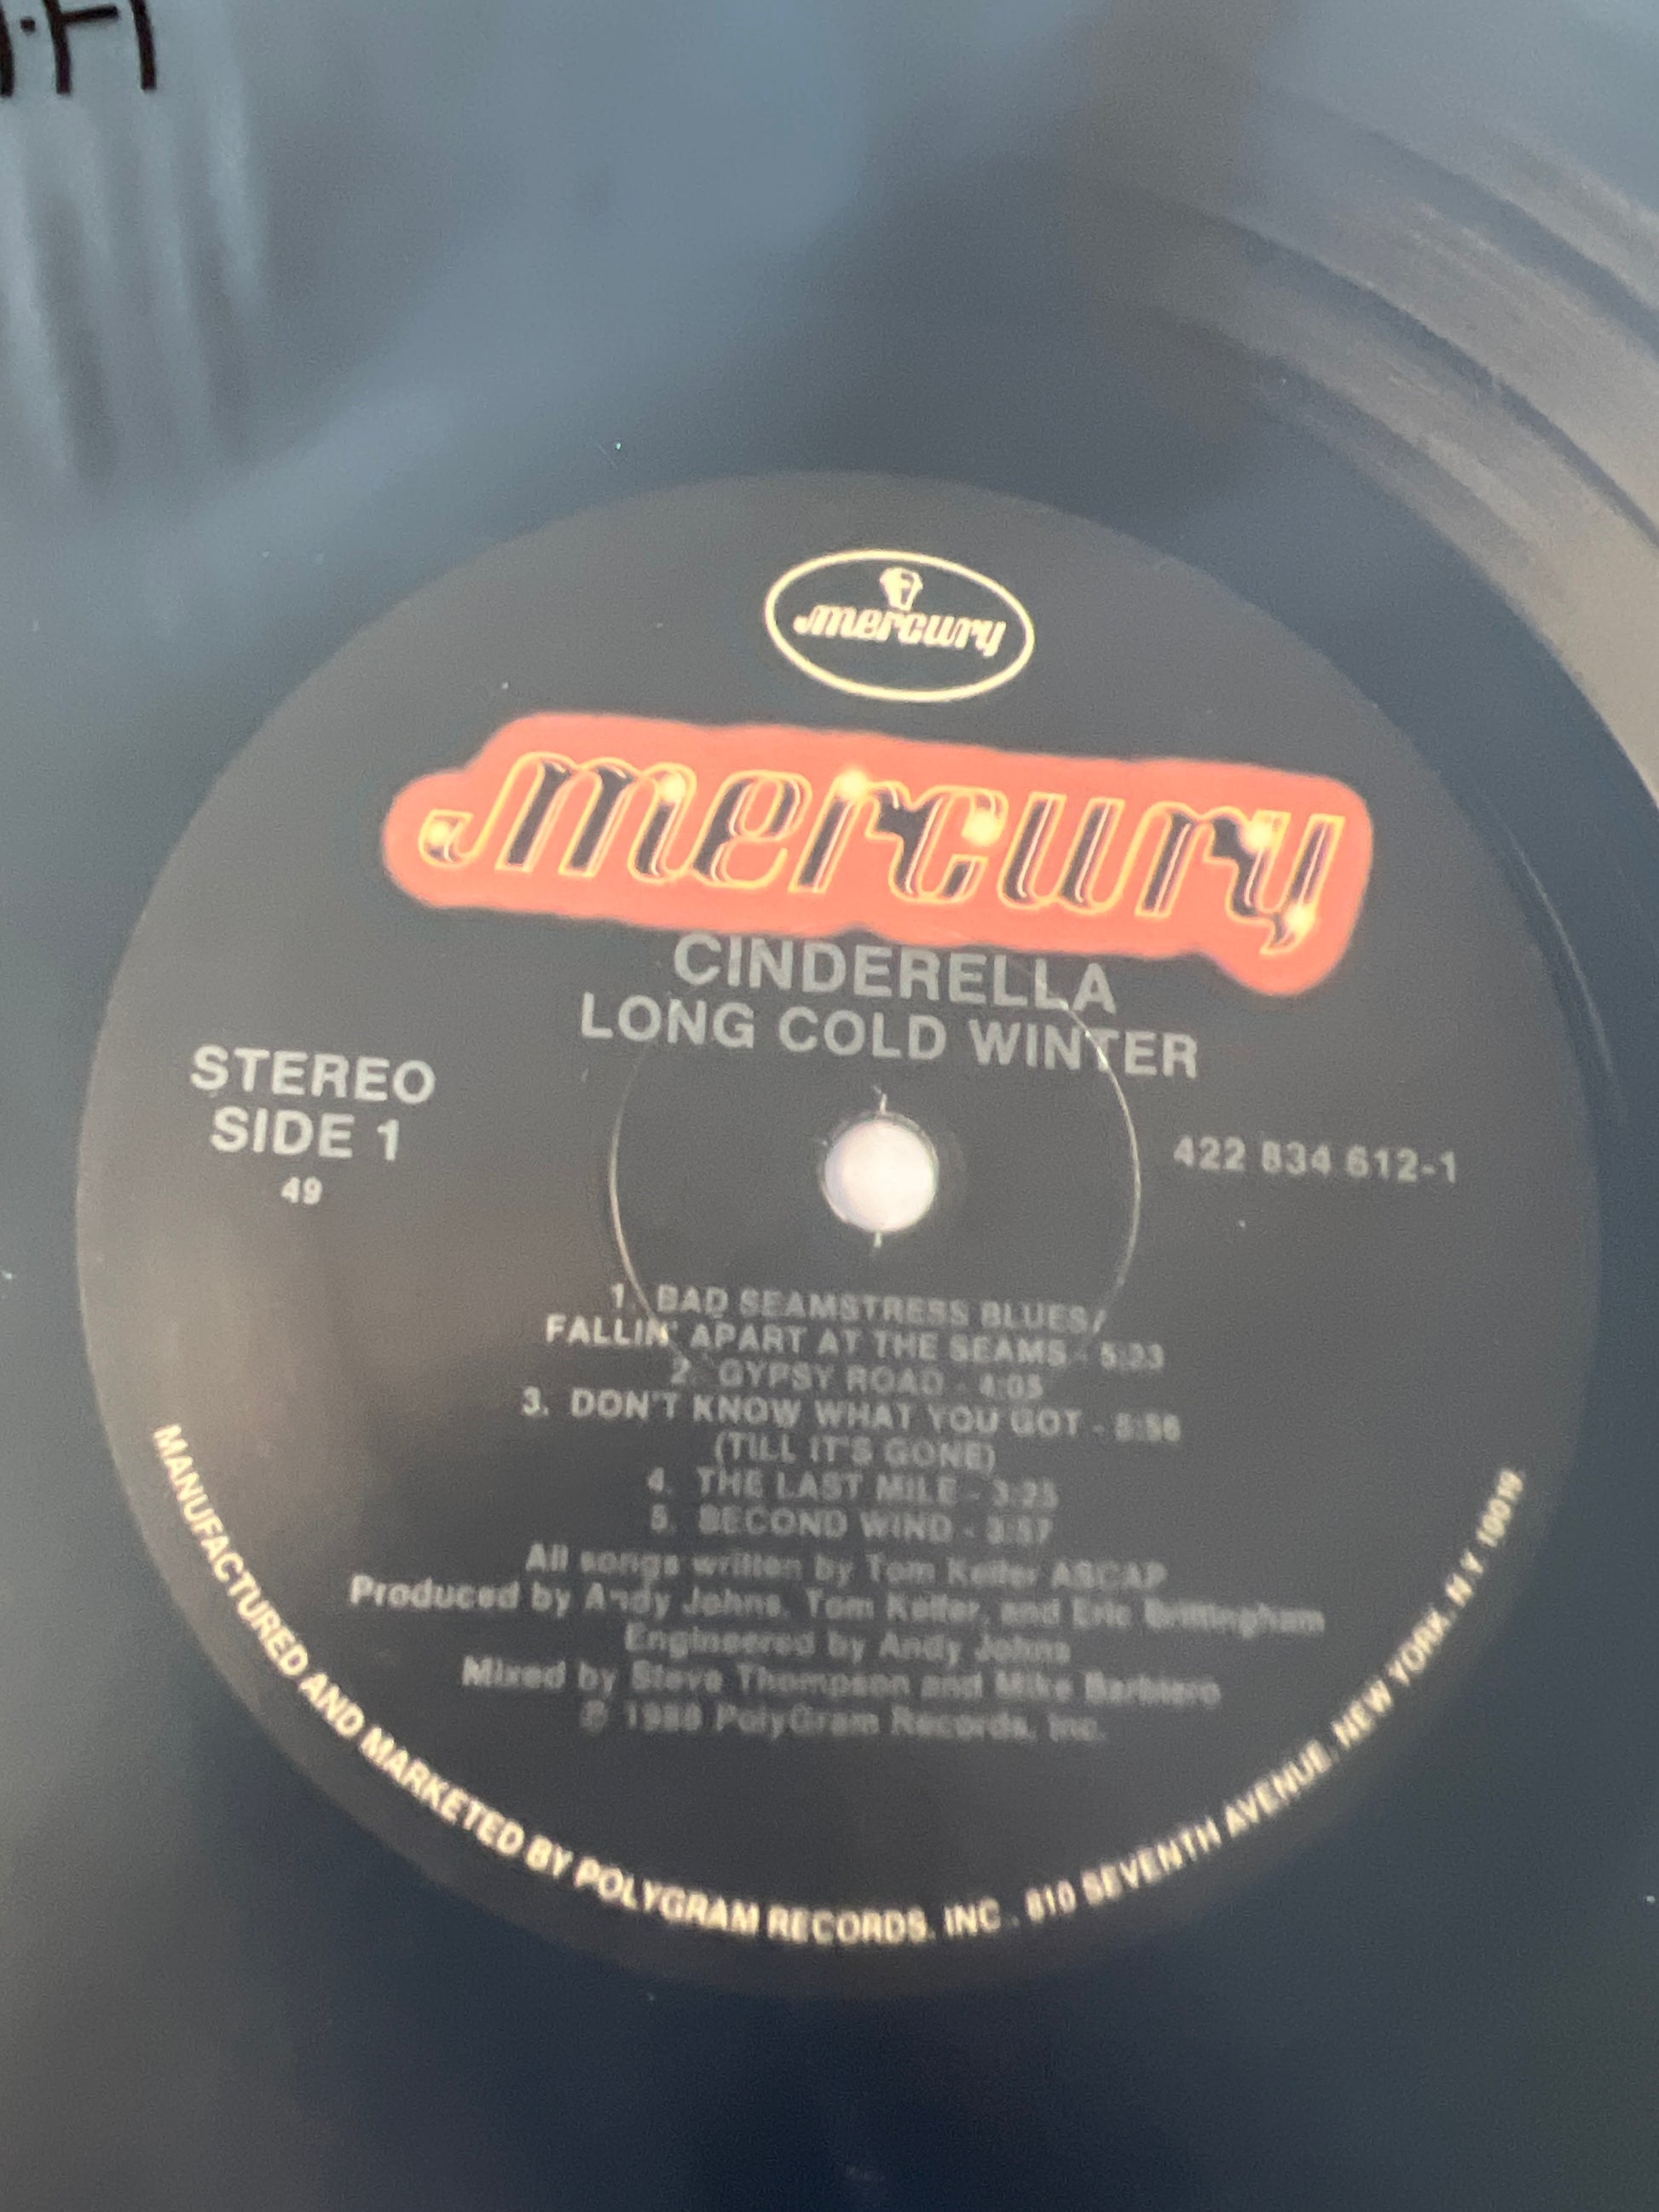 mercury
mercury
CINDERELLA
LONG COLD WINTER
STEREO
SIDE 1
49
422 834 612-1
1. BAD SEAMSTRESS BLUES/
FALLIN' APART AT THE SEAMS - 5:23
2. GYPSY ROAD - 4:05
3. DON'T KNOW WHAT YOU GOT - 5:56
(TILL IT'S GONE)
4. THE LAST MILE - 3:25
5. SECOND WIND - 3:57
All songs written by Tom Keifer ASCAP
Produced by Andy Johns, Tom Keifer, and Eric Brittingham
Engineered by Andy Johns
Mixed by Steve Thompson and Mike Barbiero
℗ 1988 PolyGram Records, Inc.
MANUFACTURED AND MARKETED BY POLYGRAM RECORDS, INC., 810 SEVENTH AVENUE, NEW YORK, N.Y. 10019